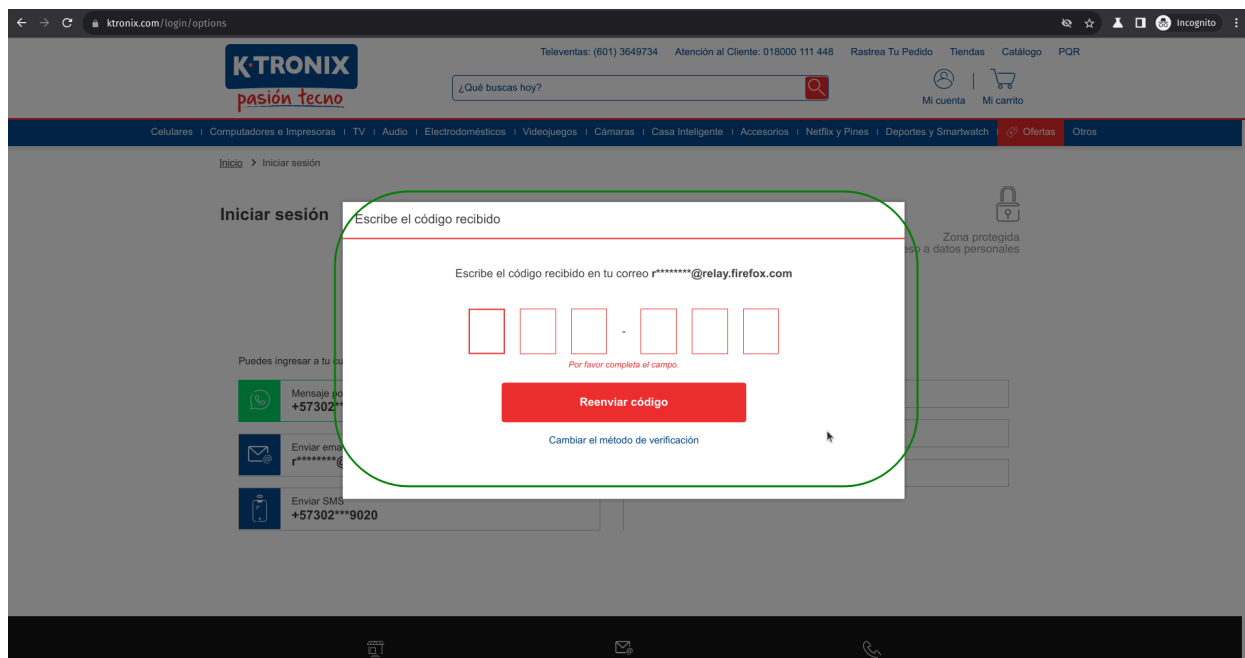 ktronix.com/login/options
Incognito
K·TRONIX
pasión tecno
Televentas: (601) 3649734 Atención al Cliente: 018000 111 448 Rastrea Tu Pedido Tiendas Catálogo PQR
¿Qué buscas hoy?
Mi cuenta Mi carrito
Celulares Computadores e Impresoras TV Audio Electrodomésticos Videojuegos Cámaras Casa Inteligente Accesorios Netflix y Pines Deportes y Smartwatch Ofertas Otros
Inicio > Iniciar sesión
Iniciar sesión
Zona protegida
a datos personales
Escribe el código recibido
Escribe el código recibido en tu correo r********@relay.firefox.com
-
Por favor completa el campo.
Reenviar código
Cambiar el método de verificación
Puedes ingresar a tu
Mensaje
+57302**
Enviar ema
r********@
Enviar SMS
+57302***9020